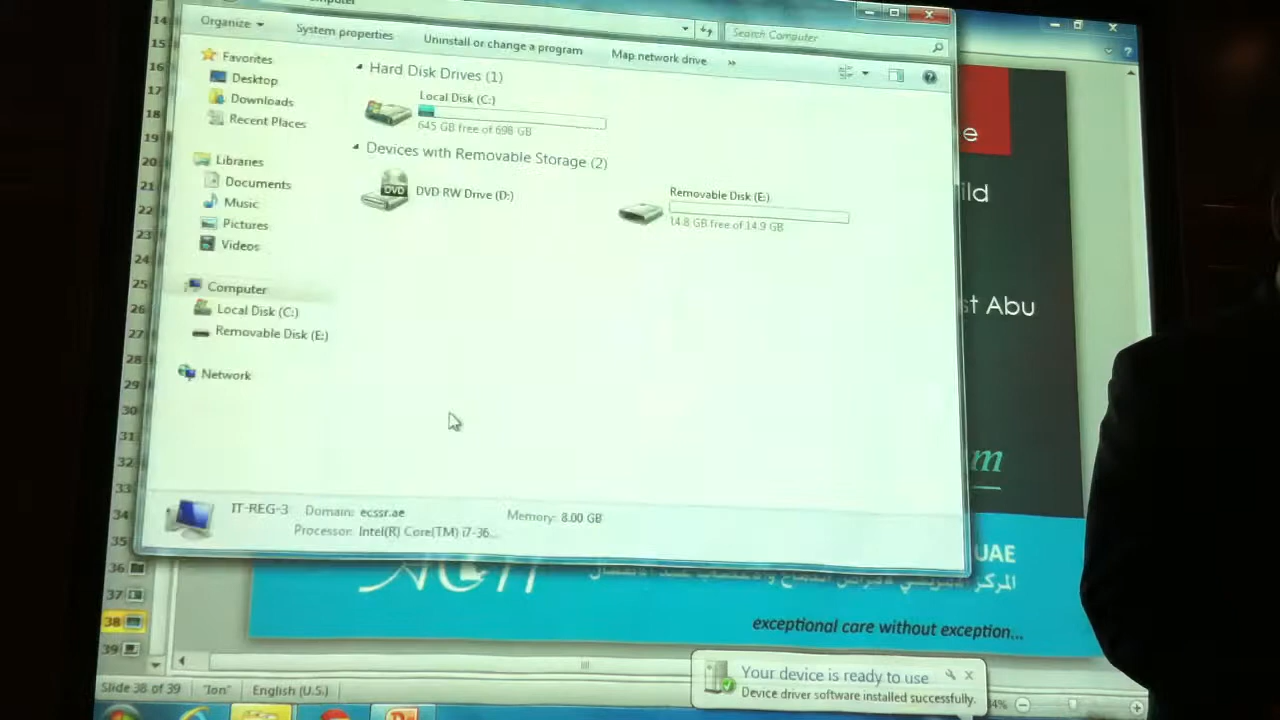 Organize
System properties
Uninstall or change a program
Map network drive
»
Search Computer
Favorites
Desktop
Downloads
Recent Places
Libraries
Documents
Music
Pictures
Videos
Computer
Local Disk (C:)
Removable Disk (E:)
Network
Hard Disk Drives (1)
Local Disk (C:)
645 GB free of 698 GB
Devices with Removable Storage (2)
DVD RW Drive (D:)
Removable Disk (E:)
14.8 GB free of 14.9 GB
IT-REG-3 Domain: ecssr.ae Memory: 8.00 GB
Processor: Intel(R) Core(TM) i7-36...
14
15
16
17
18
19
20
21
22
23
24
25
26
27
28
29
30
31
32
33
34
35
36
37
38
39
e
ild
st Abu
m
UAE
exceptional care without exception...
Your device is ready to use
Device driver software installed successfully.
Slide 38 of 39 "Ion" English (U.S.)
4%